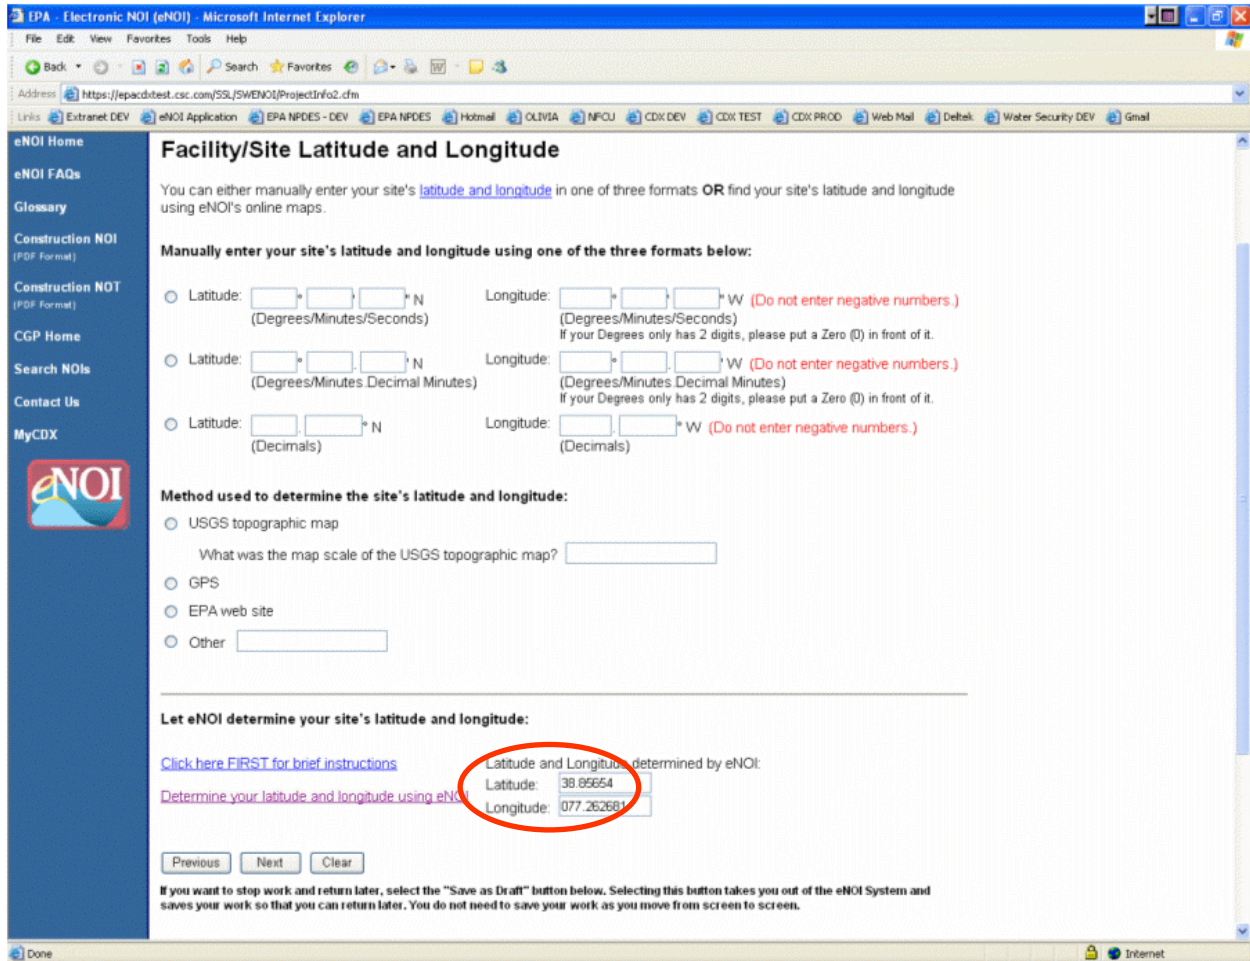 EPA - Electronic NOI (eNOI) - Microsoft Internet Explorer
File Edit View Favorites Tools Help
Back Search Favorites
Address https://epacdxtest.csc.com/SSL/SWENOI/ProjectInfo2.cfm
Links Extranet DEV eNOI Application EPA NPDES - DEV EPA NPDES Hotmail OLIVIA NFCU CDX DEV CDX TEST CDX PROD Web Mail Deltek Water Security DEV Gmail
eNOI Home
eNOI FAQs
Glossary
Construction NOI
(PDF Format)
Construction NOT
(PDF Format)
CGP Home
Search NOIs
Contact Us
MyCDX
eNOI
Facility/Site Latitude and Longitude
You can either manually enter your site's latitude and longitude in one of three formats OR find your site's latitude and longitude
using eNOI's online maps.
Manually enter your site's latitude and longitude using one of the three formats below:
Latitude: ° ' " N Longitude: ° ' " W (Do not enter negative numbers.)
(Degrees/Minutes/Seconds) (Degrees/Minutes/Seconds)
If your Degrees only has 2 digits, please put a Zero (0) in front of it.
Latitude: ° . ' N Longitude: ° . ' W (Do not enter negative numbers.)
(Degrees/Minutes.Decimal Minutes) (Degrees/Minutes.Decimal Minutes)
If your Degrees only has 2 digits, please put a Zero (0) in front of it.
Latitude: . ° N Longitude: . ° W (Do not enter negative numbers.)
(Decimals) (Decimals)
Method used to determine the site's latitude and longitude:
USGS topographic map
What was the map scale of the USGS topographic map?
GPS
EPA web site
Other
Let eNOI determine your site's latitude and longitude:
Click here FIRST for brief instructions Latitude and Longitude determined by eNOI:
Latitude: 38.85654
Determine your latitude and longitude using eNOI Longitude: 077.262681
Previous Next Clear
If you want to stop work and return later, select the "Save as Draft" button below. Selecting this button takes you out of the eNOI System and
saves your work so that you can return later. You do not need to save your work as you move from screen to screen.
Done Internet